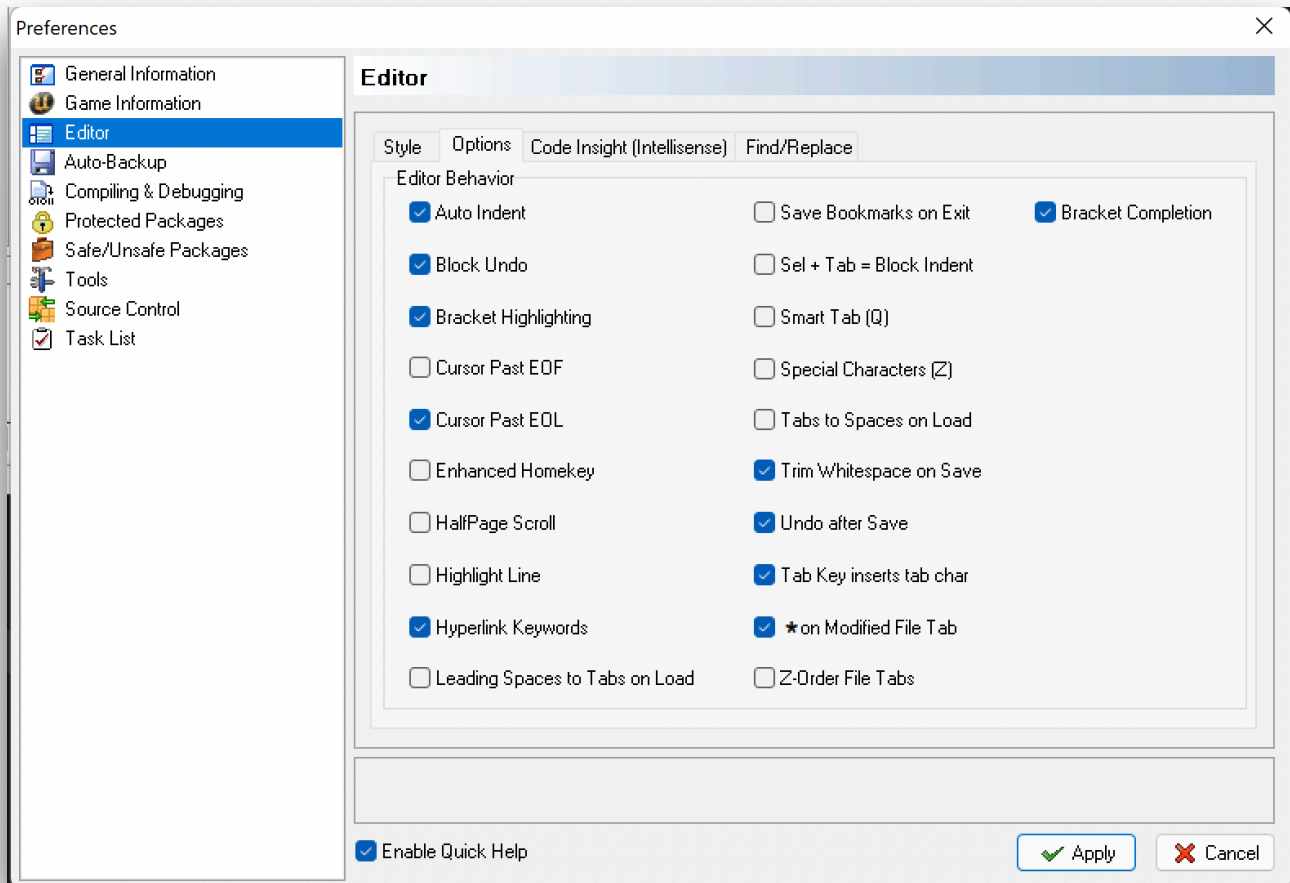 Preferences
General Information
Game Information
Editor
Auto-Backup
Compiling & Debugging
Protected Packages
Safe/Unsafe Packages
Tools
Source Control
Task List
Editor
Style
Options
Code Insight (Intellisense)
Find/Replace
Editor Behavior
Auto Indent
Block Undo
Bracket Highlighting
Cursor Past EOF
Cursor Past EOL
Enhanced Homekey
HalfPage Scroll
Highlight Line
Hyperlink Keywords
Leading Spaces to Tabs on Load
Save Bookmarks on Exit
Sel + Tab = Block Indent
Smart Tab (Q)
Special Characters (Z)
Tabs to Spaces on Load
Trim Whitespace on Save
Undo after Save
Tab Key inserts tab char
* on Modified File Tab
Z-Order File Tabs
Bracket Completion
Enable Quick Help
Apply
Cancel